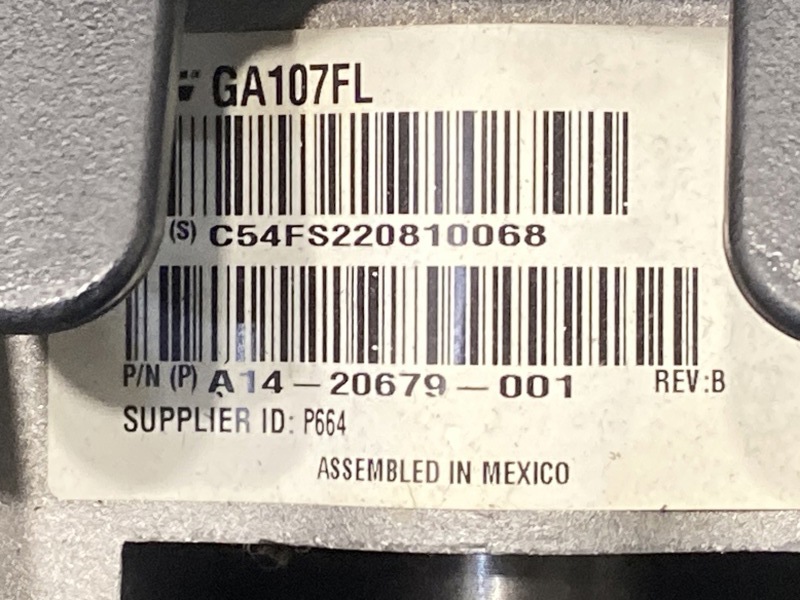 GA107FL
(S) C54FS220810068
P/N (P) A14-20679-001 REV:B
SUPPLIER ID: P664
ASSEMBLED IN MEXICO